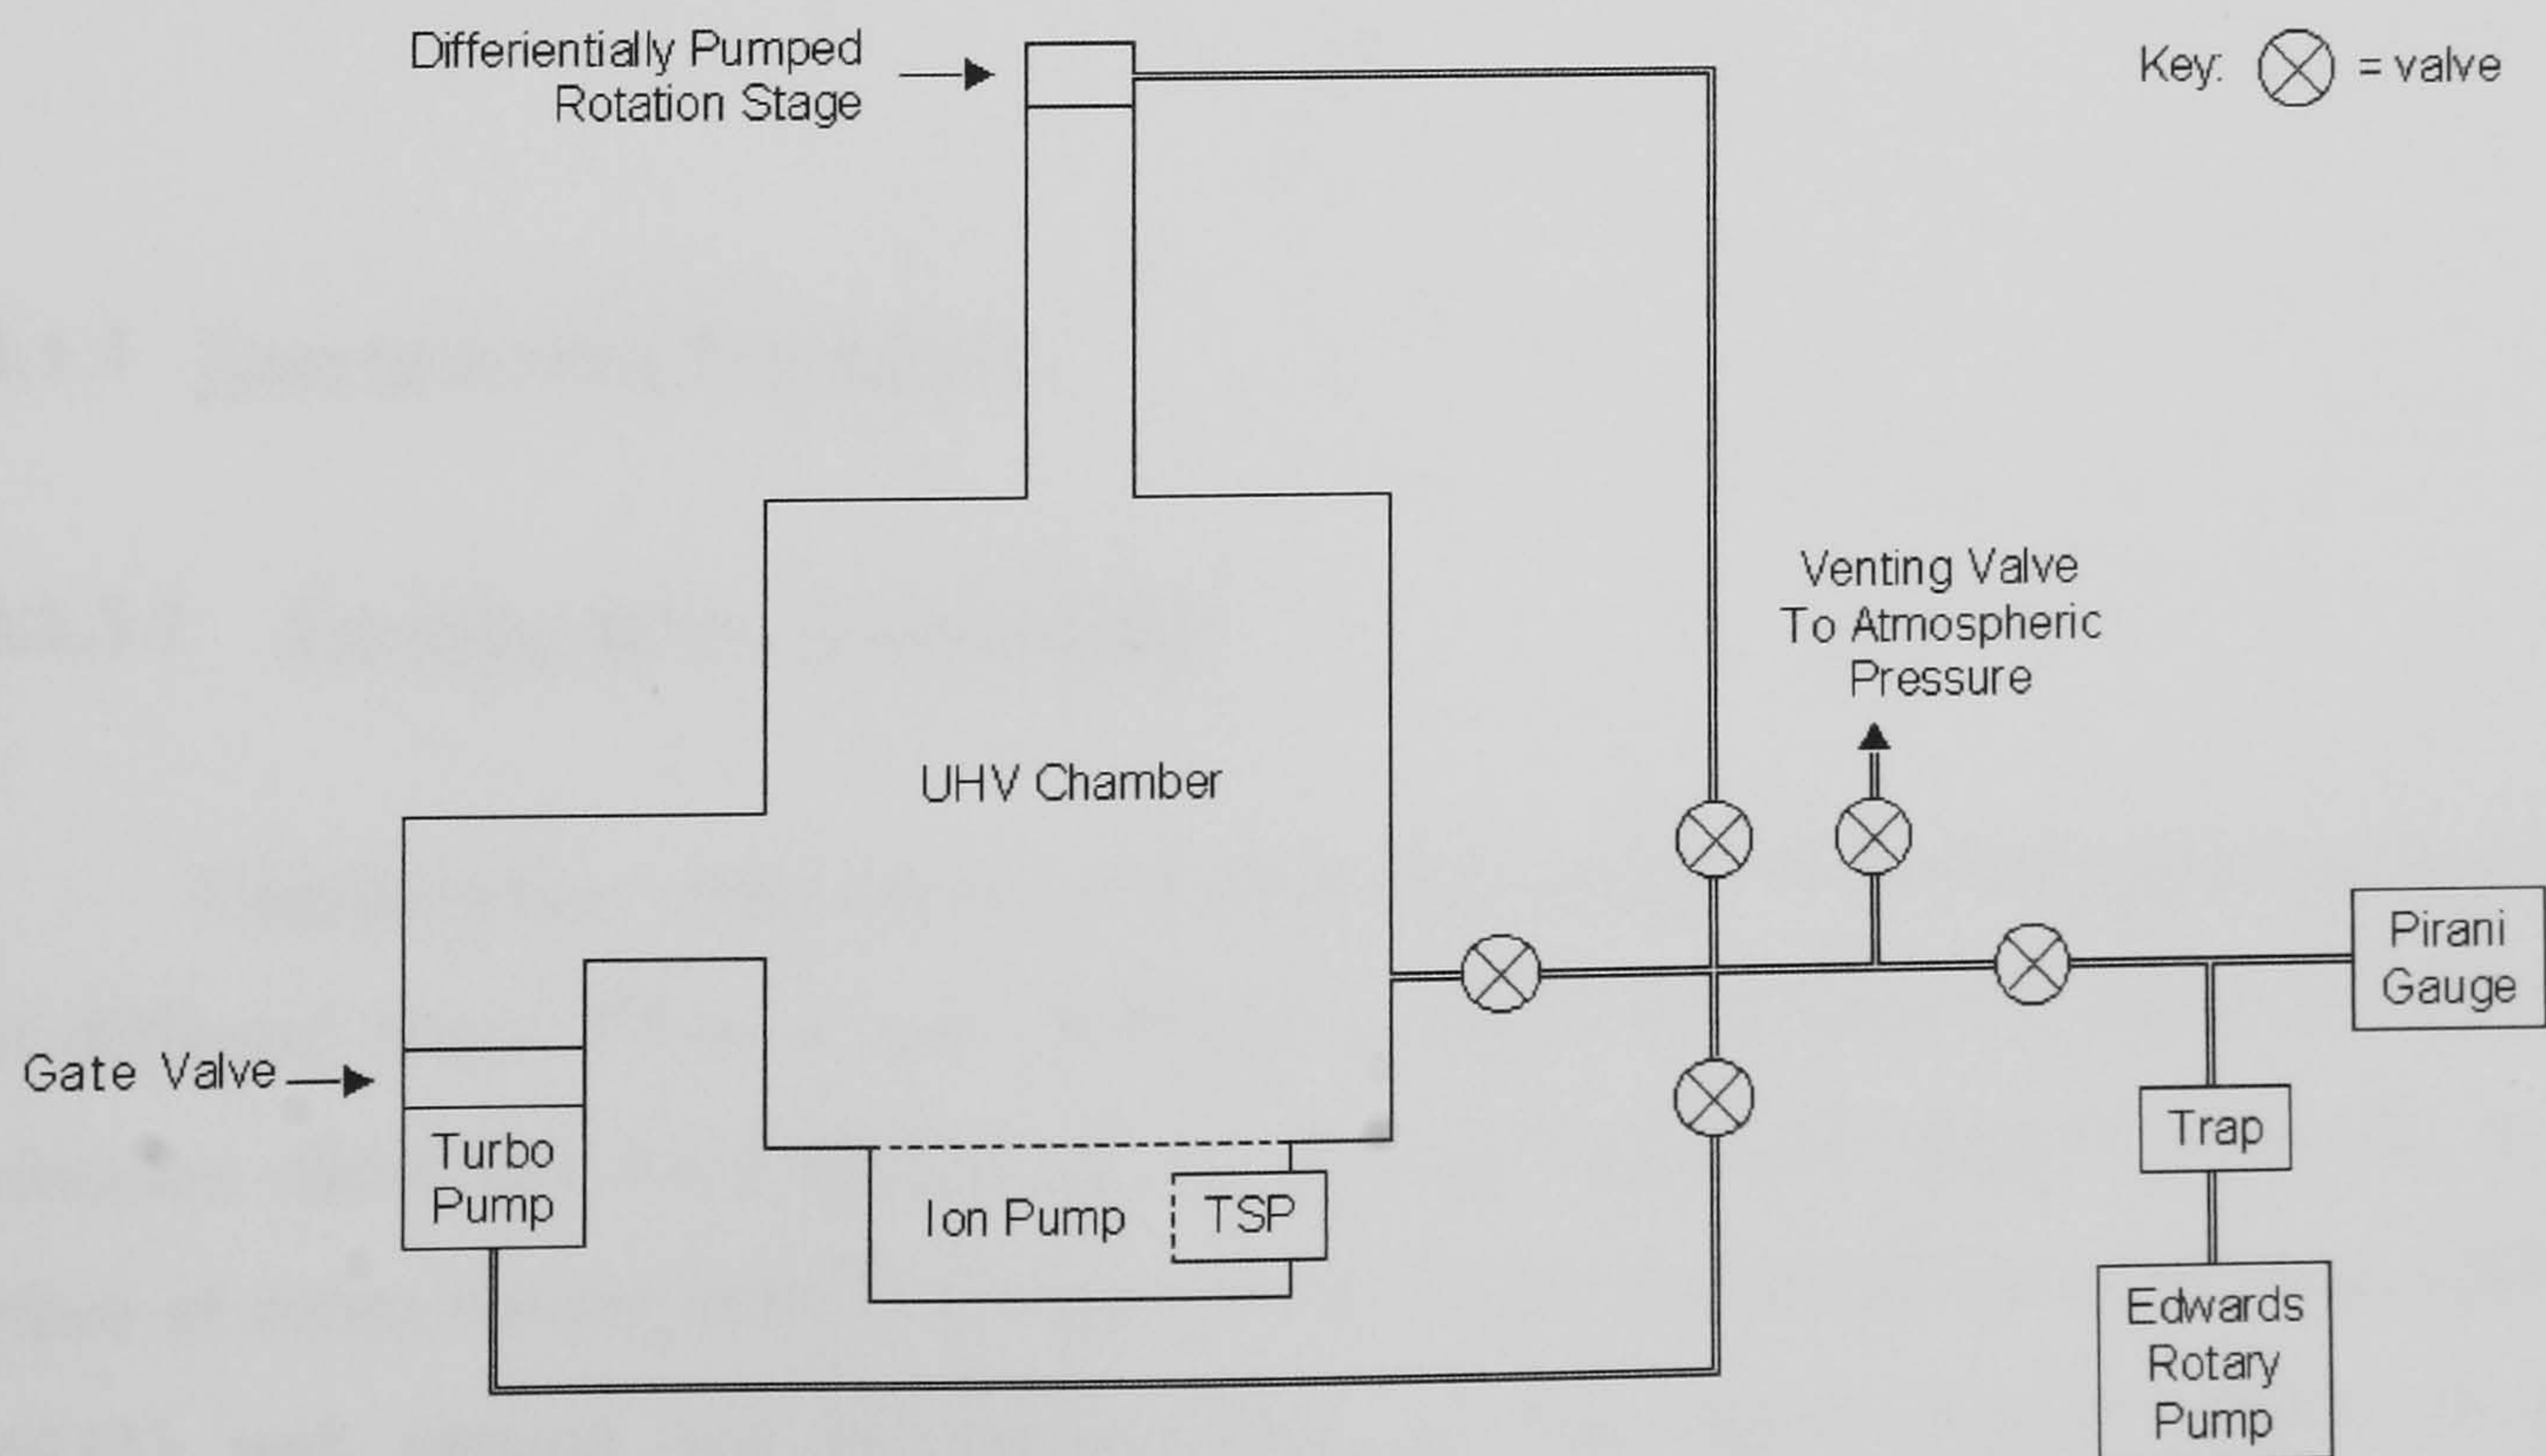 Differientially Pumped
Rotation Stage
Key: = valve
Venting Valve
To Atmospheric
Pressure
UHV Chamber
Pirani
Gauge
Gate Valve
Turbo
Pump
Ion Pump
TSP
Trap
Edwards
Rotary
Pump